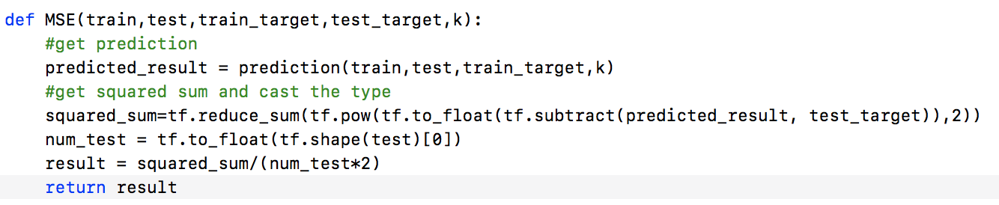 def MSE(train,test,train_target,test_target,k):
    #get prediction
    predicted_result = prediction(train,test,train_target,k)
    #get squared sum and cast the type
    squared_sum=tf.reduce_sum(tf.pow(tf.to_float(tf.subtract(predicted_result, test_target)),2))
    num_test = tf.to_float(tf.shape(test)[0])
    result = squared_sum/(num_test*2)
    return result